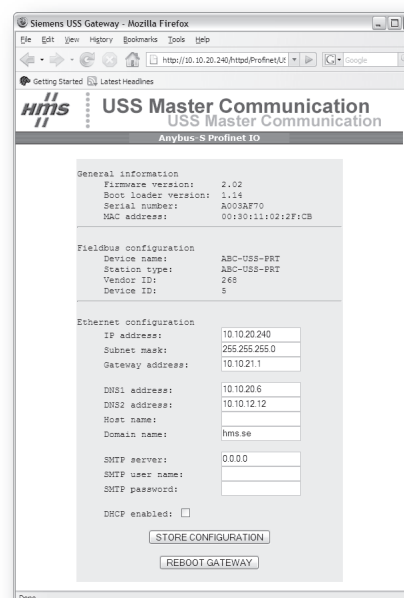 Siemens USS Gateway - Mozilla Firefox
File Edit View History Bookmarks Tools Help
http://10.10.20.240/httpd/Profinet/US
Google
Getting Started Latest Headlines
HMS
USS Master Communication
USS Master Communication
Anybus-S Profinet IO
General information
Firmware version: 2.02
Boot loader version: 1.14
Serial number: A003AF70
MAC address: 00:30:11:02:2F:CB
Fieldbus configuration
Device name: ABC-USS-PRT
Station type: ABC-USS-PRT
Vendor ID: 268
Device ID: 5
Ethernet configuration
IP address: 10.10.20.240
Subnet mask: 255.255.255.0
Gateway address: 10.10.21.1
DNS1 address: 10.10.20.6
DNS2 address: 10.10.12.12
Host name:
Domain name: hms.se
SMTP server: 0.0.0.0
SMTP user name:
SMTP password:
DHCP enabled:
STORE CONFIGURATION
REBOOT GATEWAY
Done